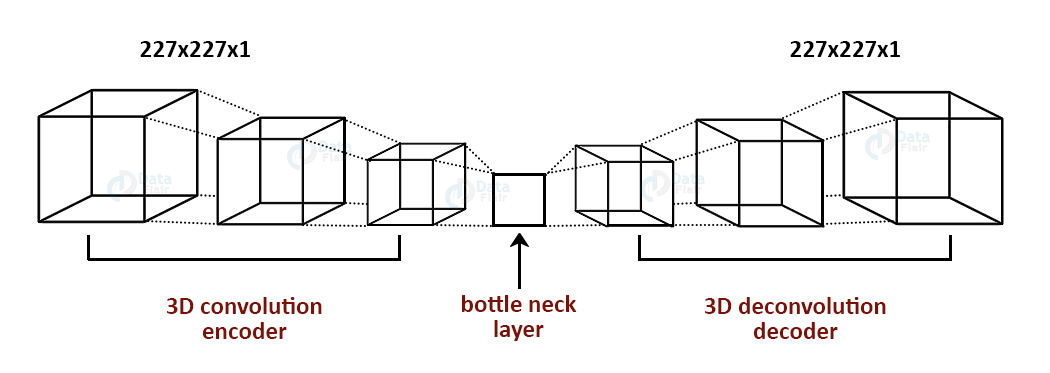 227x227x1
227x227x1
Data
Flair
Data
Flair
Data
Flair
Data
Flair
Data
Flair
3D convolution
encoder
bottle neck
layer
3D deconvolution
decoder